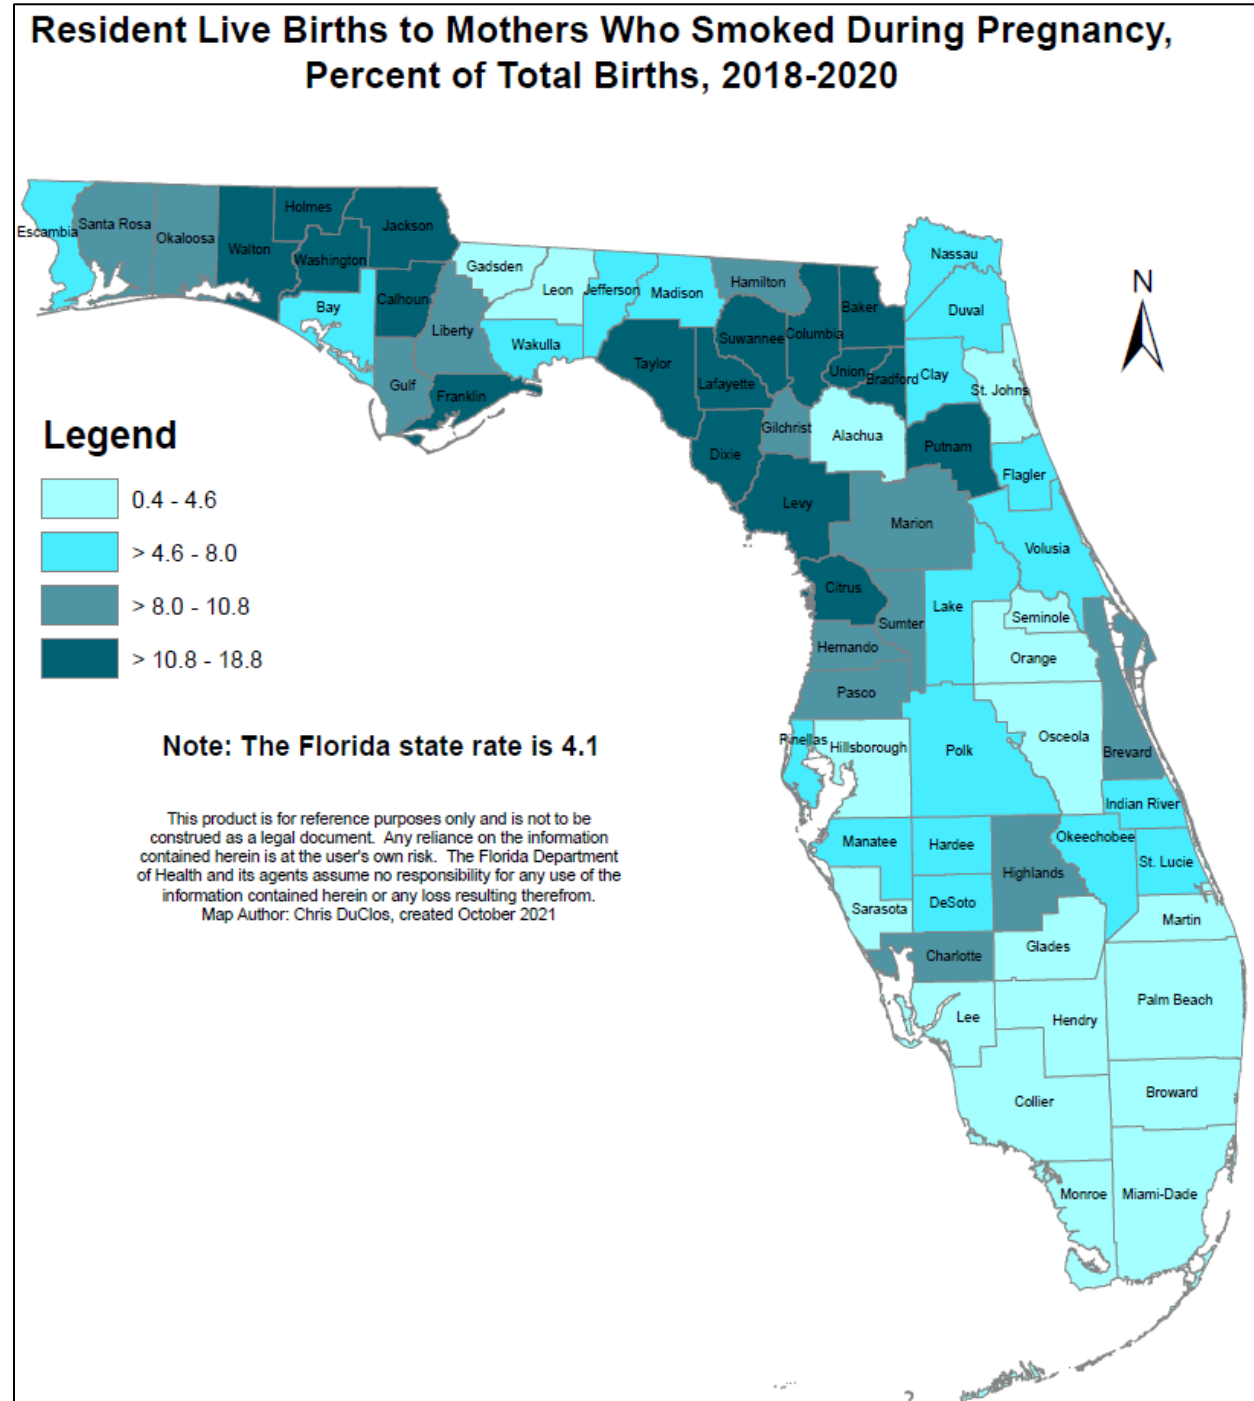 Resident Live Births to Mothers Who Smoked During Pregnancy,
Percent of Total Births, 2018-2020
Escambia
Santa Rosa
Okaloosa
Walton
Holmes
Washington
Jackson
Bay
Calhoun
Gulf
Liberty
Franklin
Gadsden
Leon
Wakulla
Jefferson
Madison
Taylor
Hamilton
Suwannee
Lafayette
Dixie
Columbia
Baker
Union
Bradford
Gilchrist
Alachua
Levy
Nassau
Duval
Clay
St. Johns
Putnam
Flagler
Marion
Volusia
Citrus
Sumter
Lake
Hernando
Pasco
Seminole
Orange
Osceola
Brevard
Pinellas
Hillsborough
Polk
Indian River
Manatee
Hardee
Highlands
Okeechobee
St. Lucie
Sarasota
DeSoto
Martin
Charlotte
Glades
Lee
Hendry
Palm Beach
Collier
Broward
Monroe
Miami-Dade
N
Legend
0.4 - 4.6
> 4.6 - 8.0
> 8.0 - 10.8
> 10.8 - 18.8
Note: The Florida state rate is 4.1
This product is for reference purposes only and is not to be
construed as a legal document. Any reliance on the information
contained herein is at the user's own risk. The Florida Department
of Health and its agents assume no responsibility for any use of the
information contained herein or any loss resulting therefrom.
Map Author: Chris DuClos, created October 2021